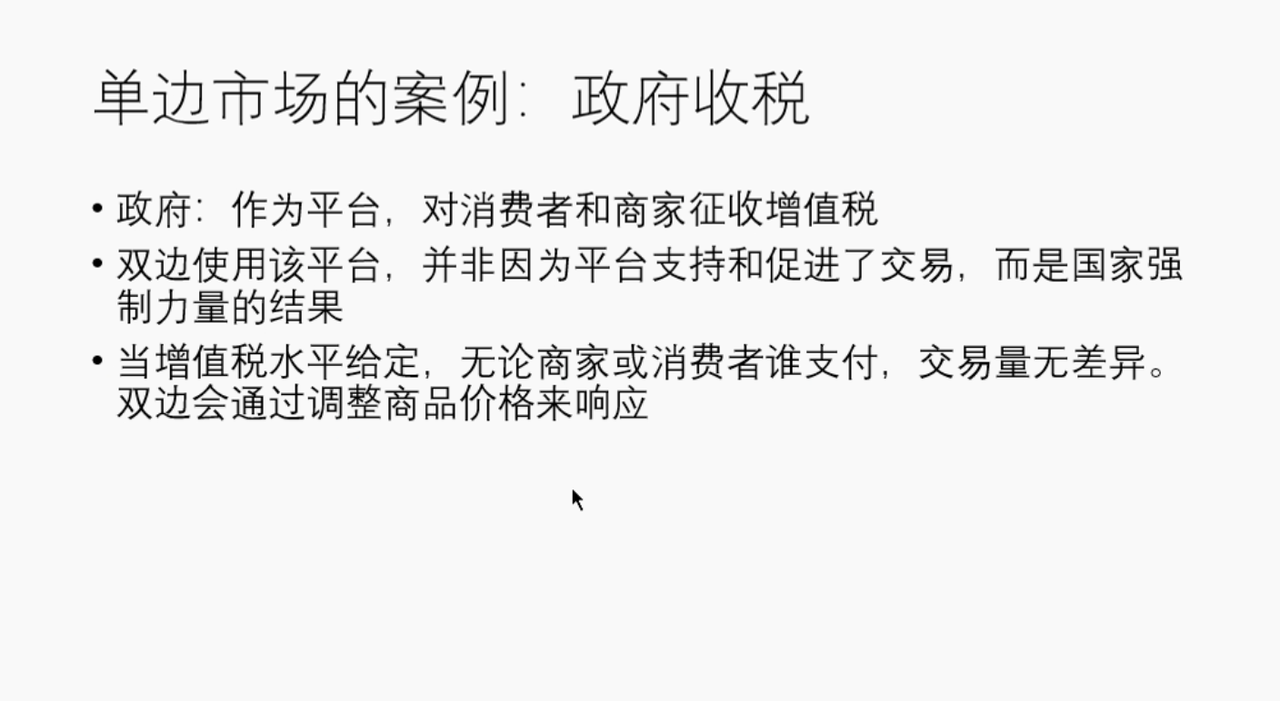 单边市场的案例：政府收税
• 政府：作为平台，对消费者和商家征收增值税
• 双边使用该平台，并非因为平台支持和促进了交易，而是国家强
制力量的结果
• 当增值税水平给定，无论商家或消费者谁支付，交易量无差异。
双边会通过调整商品价格来响应